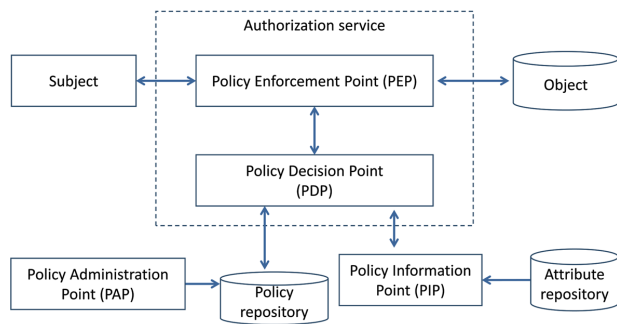 Authorization service
Subject
Policy Enforcement Point (PEP)
Object
Policy Decision Point
(PDP)
Policy Administration
Point (PAP)
Policy
repository
Policy Information
Point (PIP)
Attribute
repository